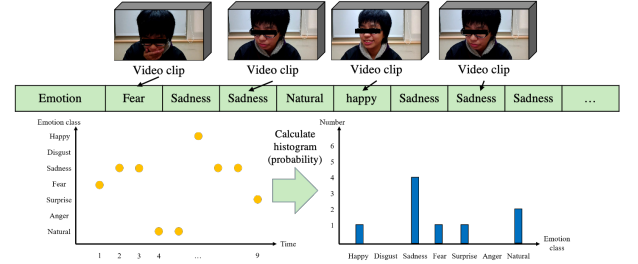 Video clip Video clip Video clip Video clip
Emotion Fear Sadness Sadness Natural happy Sadness Sadness Sadness ...
Emotion class
Happy
Disgust
Sadness
Fear
Surprise
Anger
Natural
1 2 3 4 ... 9
Time
Calculate
histogram
(probability)
Number
6
5
4
3
2
1
Happy Disgust Sadness Fear Surprise Anger Natural
Emotion
class